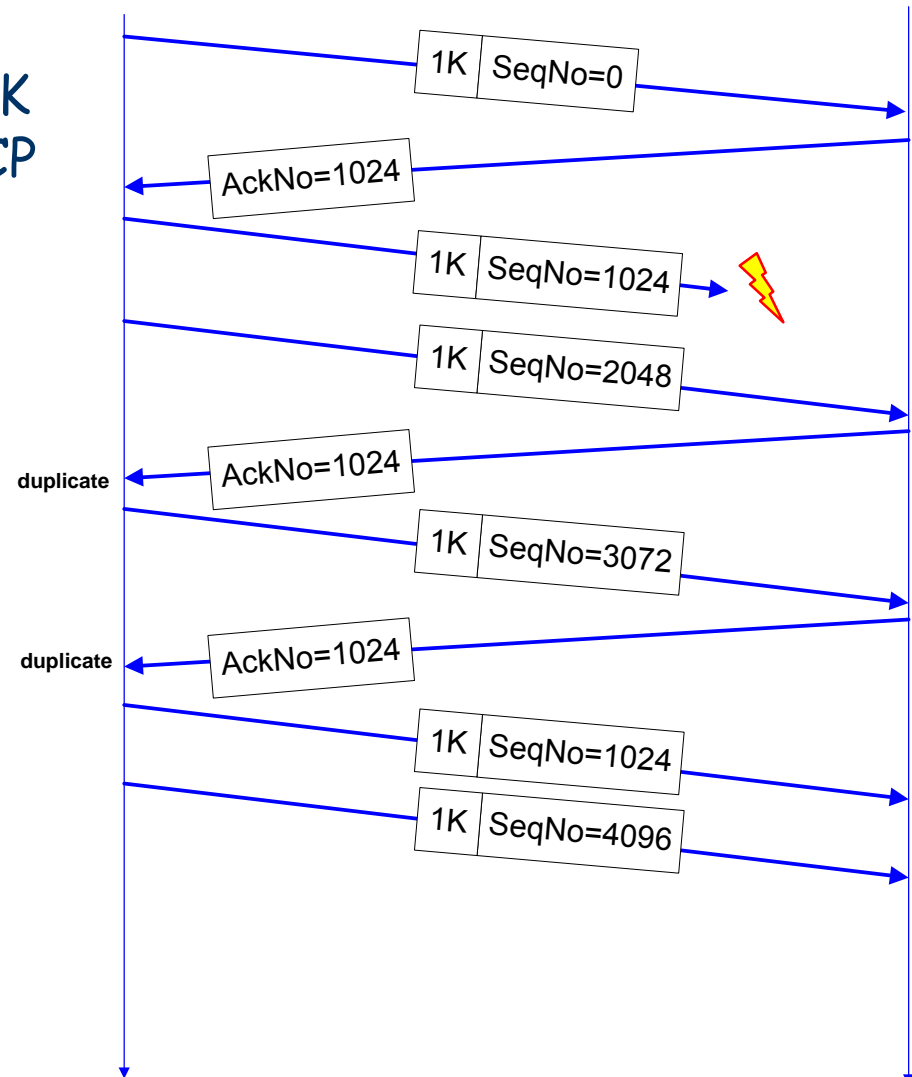 K
CP
1K SeqNo=0
AckNo=1024
1K SeqNo=1024
1K SeqNo=2048
AckNo=1024
duplicate
1K SeqNo=3072
AckNo=1024
duplicate
1K SeqNo=1024
1K SeqNo=4096